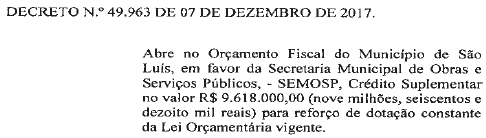 DECRETO N.º 49.963 DE 07 DE DEZEMBRO DE 2017.
Abre no Orçamento Fiscal do Município de São
Luís, em favor da Secretaria Municipal de Obras e
Serviços Públicos, - SEMOSP, Crédito Suplementar
no valor R$ 9.618.000,00 (nove milhões, seiscentos e
dezoito mil reais) para reforço de dotação constante
da Lei Orçamentária vigente.